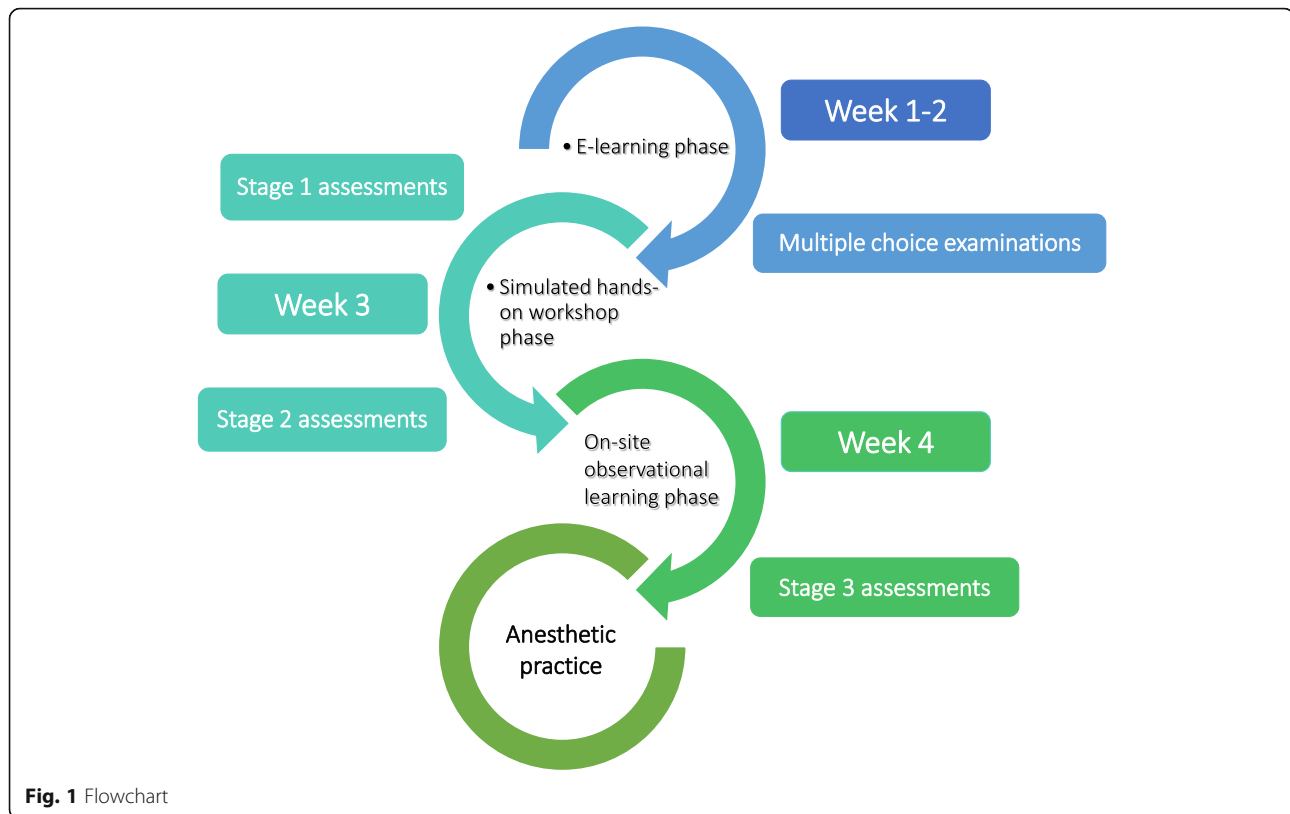 Week 1-2
• E-learning phase
Multiple choice examinations
Stage 1 assessments
Week 3
• Simulated hands-
on workshop
phase
Stage 2 assessments
On-site
observational
learning phase
Week 4
Stage 3 assessments
Anesthetic
practice
Fig. 1 Flowchart